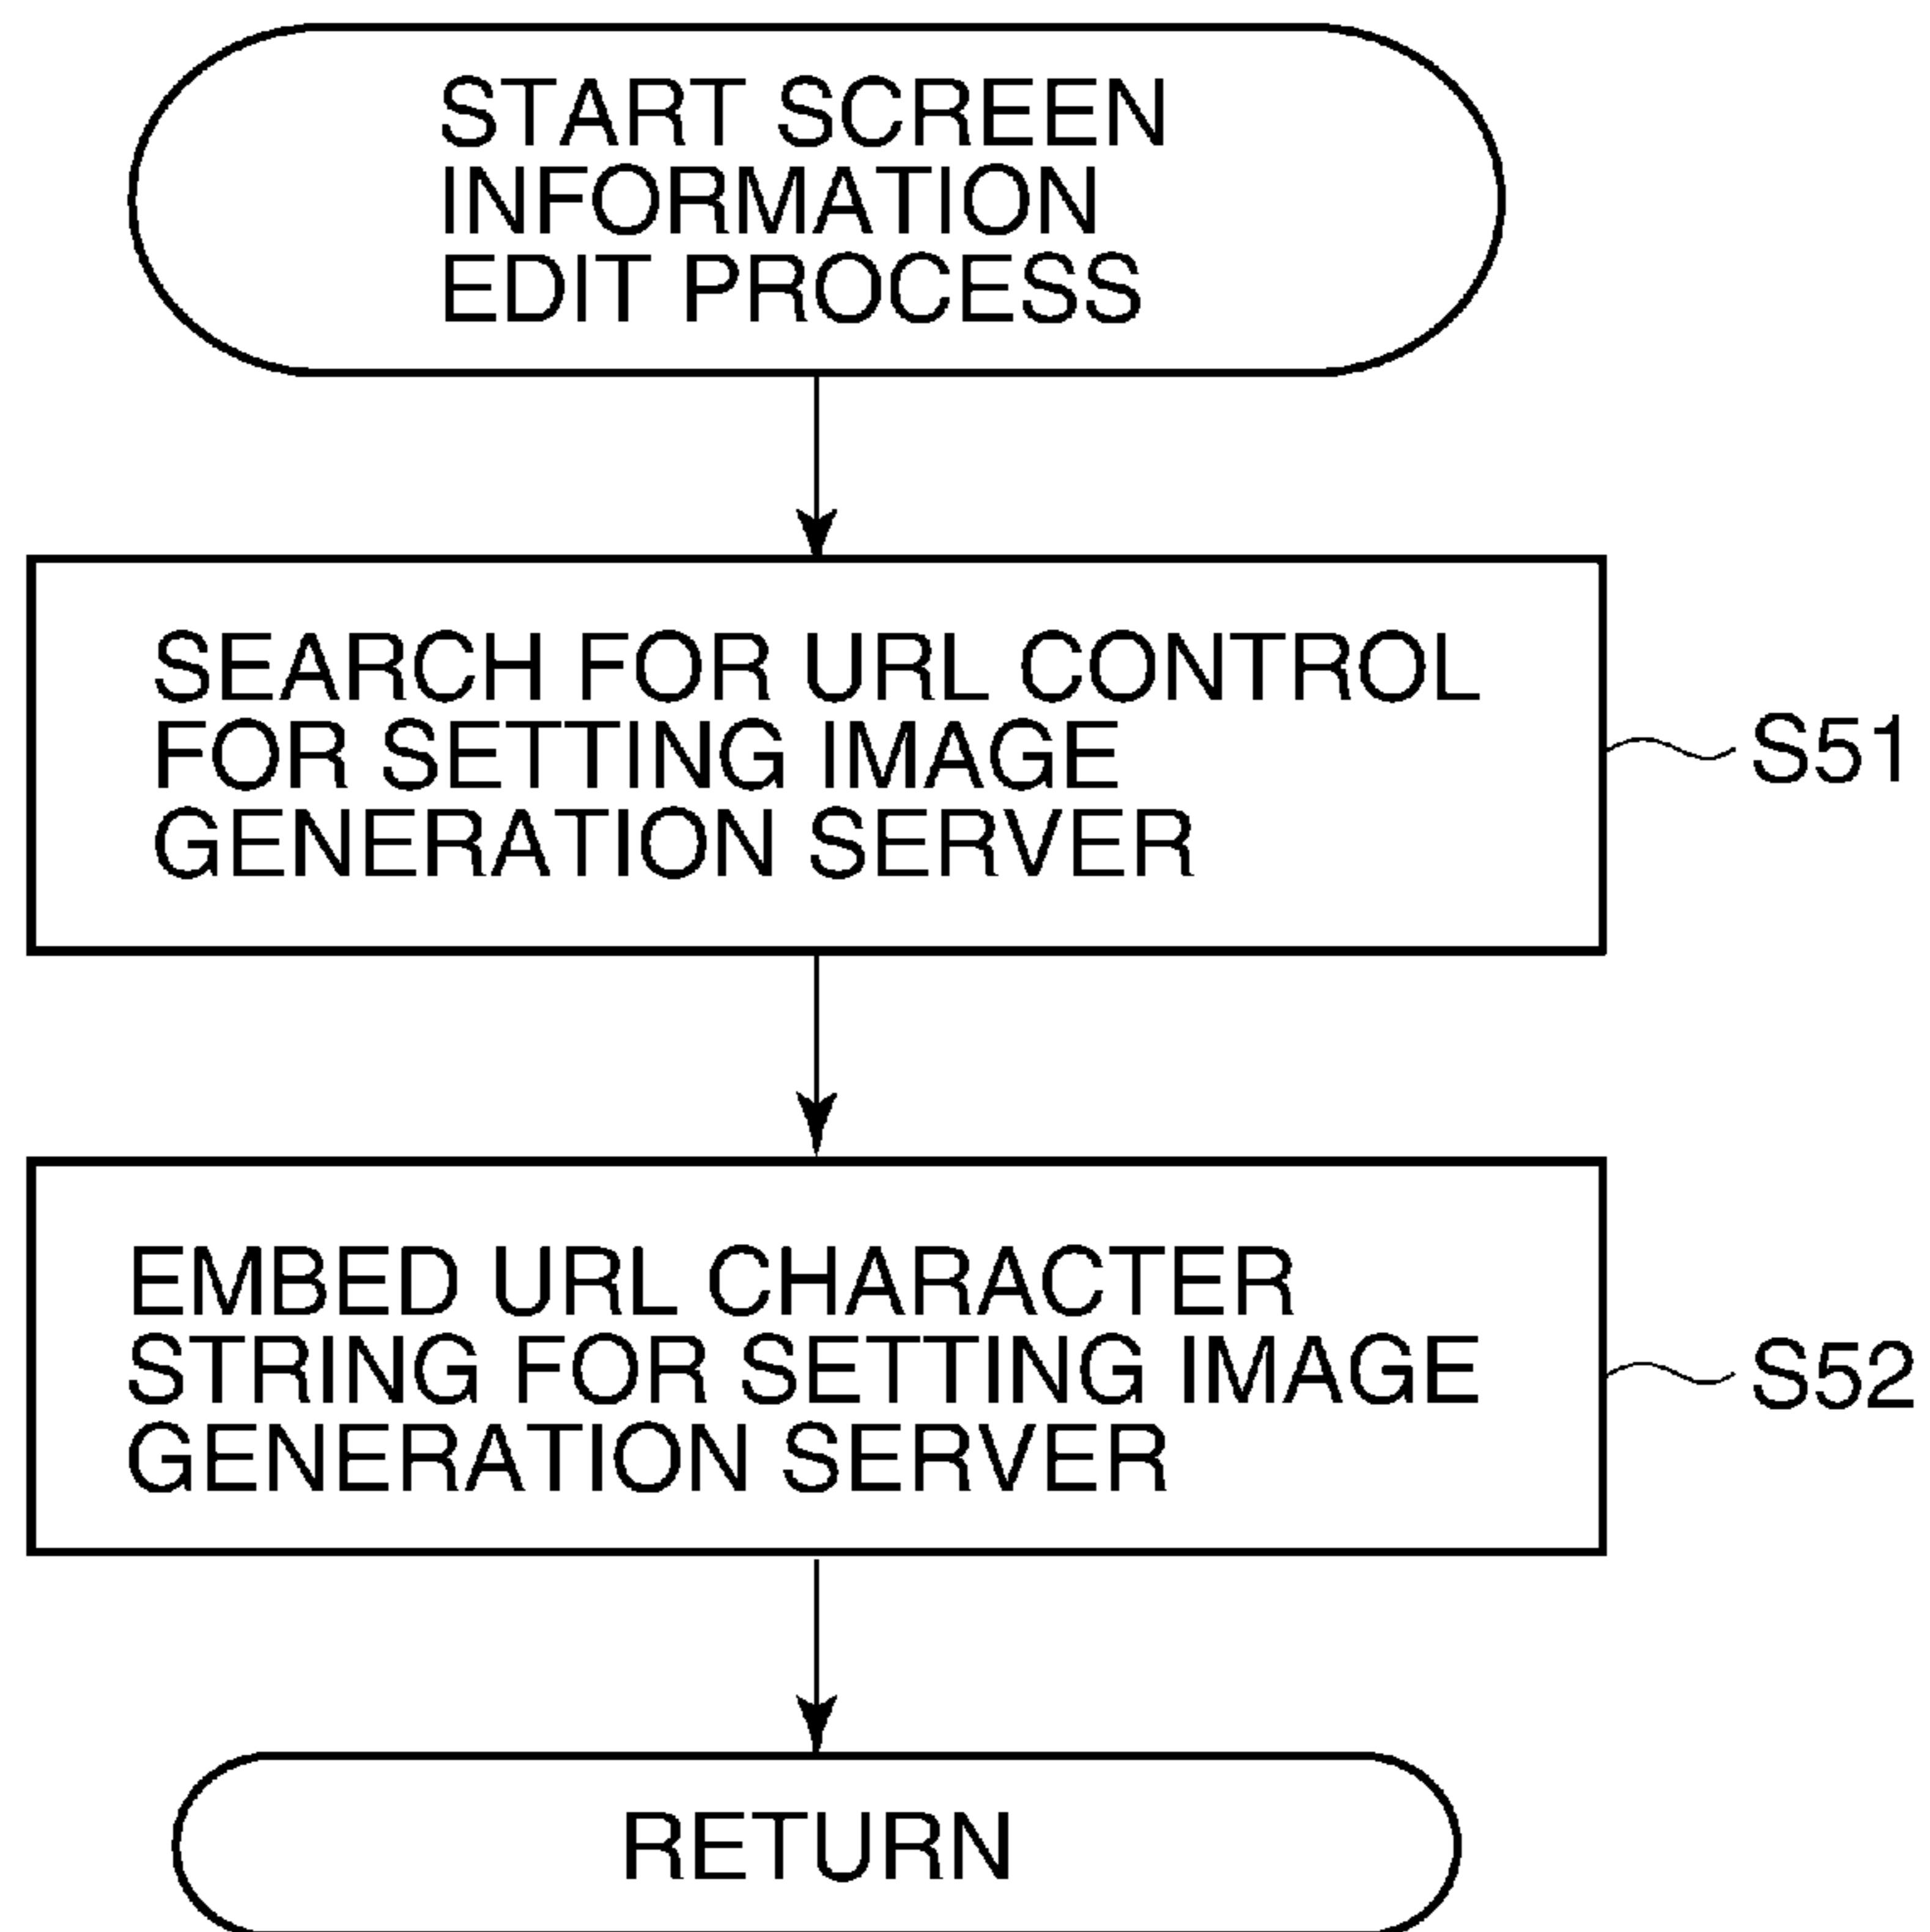 START SCREEN
INFORMATION
EDIT PROCESS
SEARCH FOR URL CONTROL
FOR SETTING IMAGE
GENERATION SERVER
S51
EMBED URL CHARACTER
STRING FOR SETTING IMAGE
GENERATION SERVER
S52
RETURN